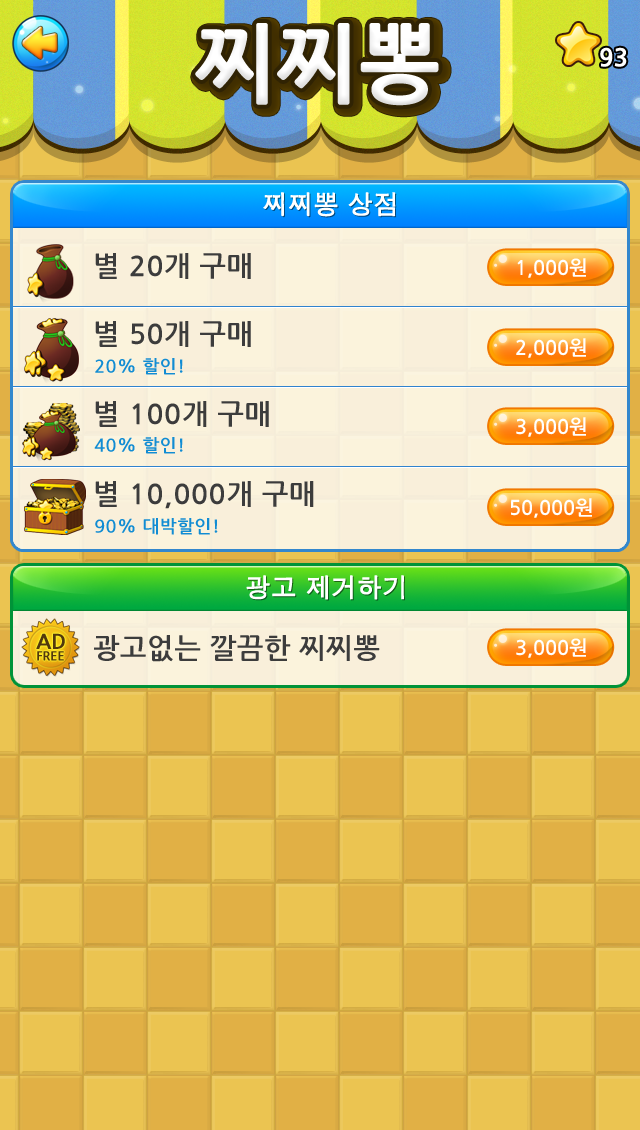 찌찌뽕
93
찌찌뽕 상점
별 20개 구매
1,000원
별 50개 구매
20% 할인!
2,000원
별 100개 구매
40% 할인!
3,000원
별 10,000개 구매
90% 대박할인!
50,000원
광고 제거하기
AD
FREE
광고없는 깔끔한 찌찌뽕
3,000원